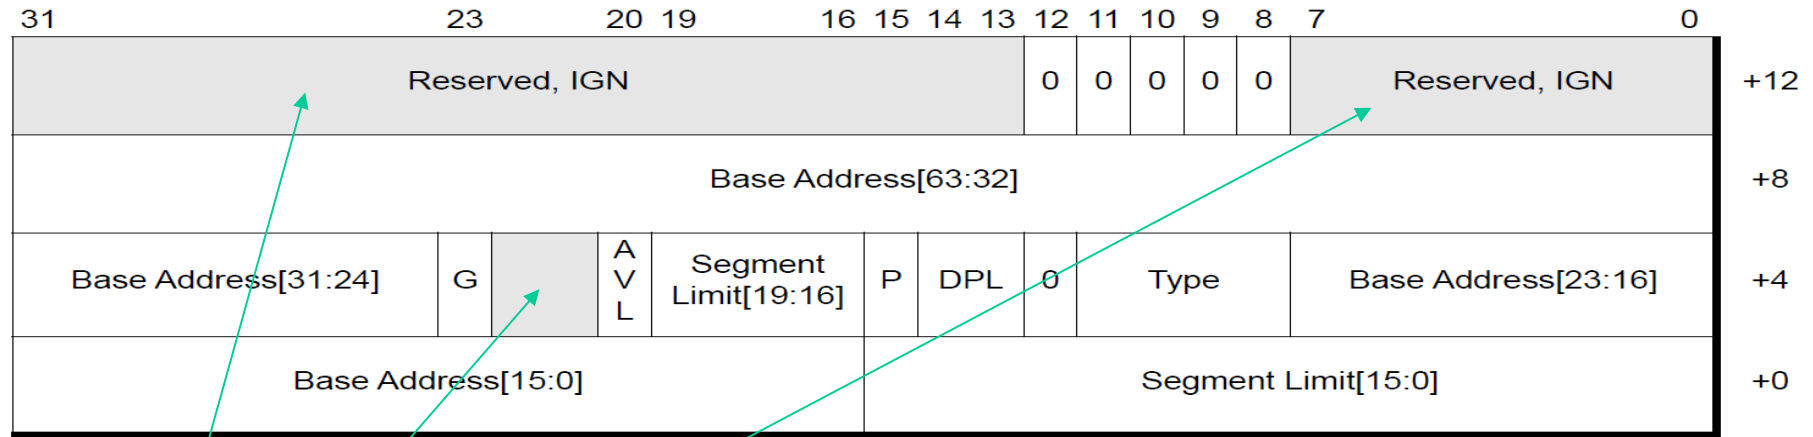 31 23 20 19 16 15 14 13 12 11 10 9 8 7 0
Reserved, IGN 0 0 0 0 0 Reserved, IGN +12
Base Address[63:32] +8
Base Address[31:24] G A V L Segment Limit[19:16] P DPL 0 Type Base Address[23:16] +4
Base Address[15:0] Segment Limit[15:0] +0